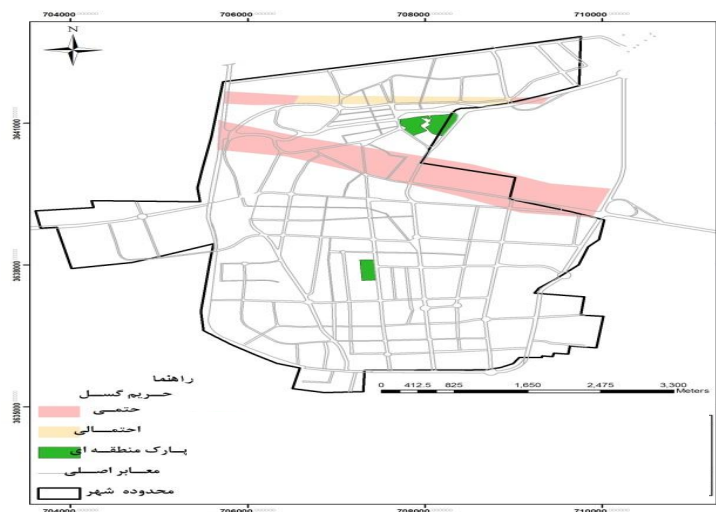 704000 706000 708000 710000
N
3641000
3638000
3635000
راهنما
حریم گسل
حتمی
احتمالی
پارک منطقه ای
معابر اصلی
محدوده شهر
0 412.5 825 1,650 2,475 3,300
Meters
704000 706000 708000 710000